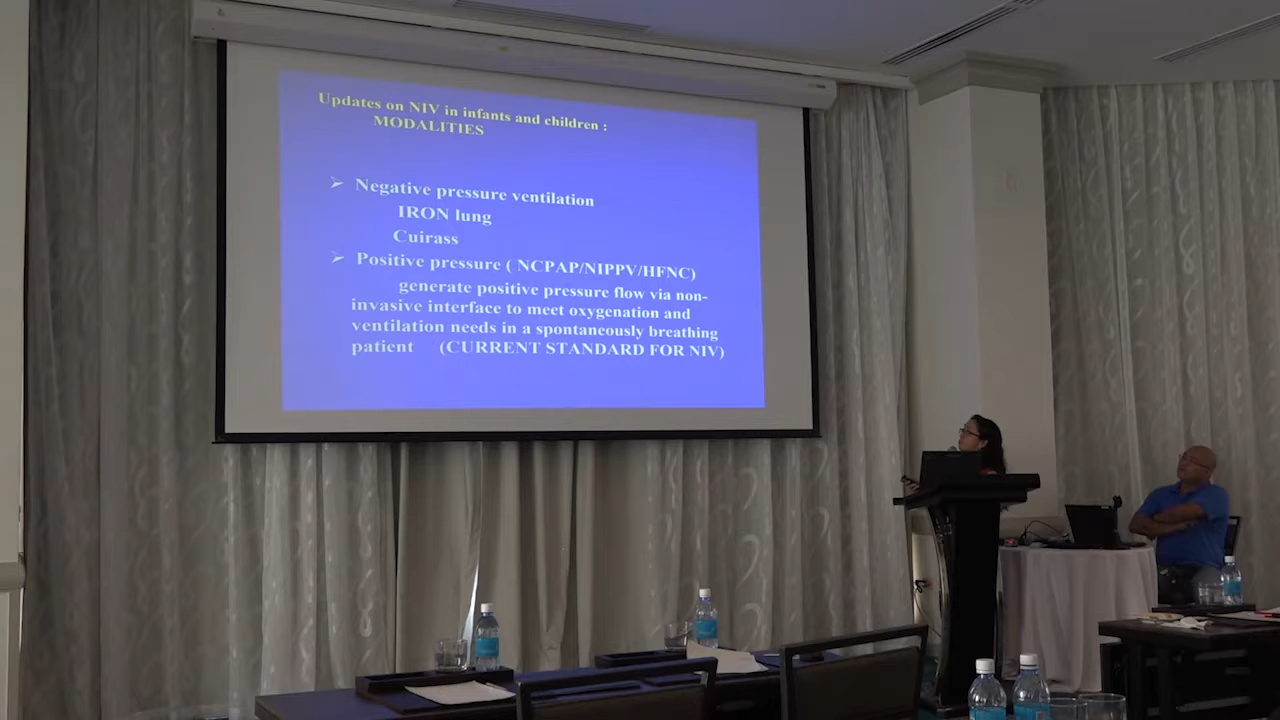 Updates on NIV in infants and children :
MODALITIES
Negative pressure ventilation
IRON lung
Cuirass
Positive pressure ( NCPAP/NIPPV/HFNC)
generate positive pressure flow via non-
invasive interface to meet oxygenation and
ventilation needs in a spontaneously breathing
patient (CURRENT STANDARD FOR NIV)